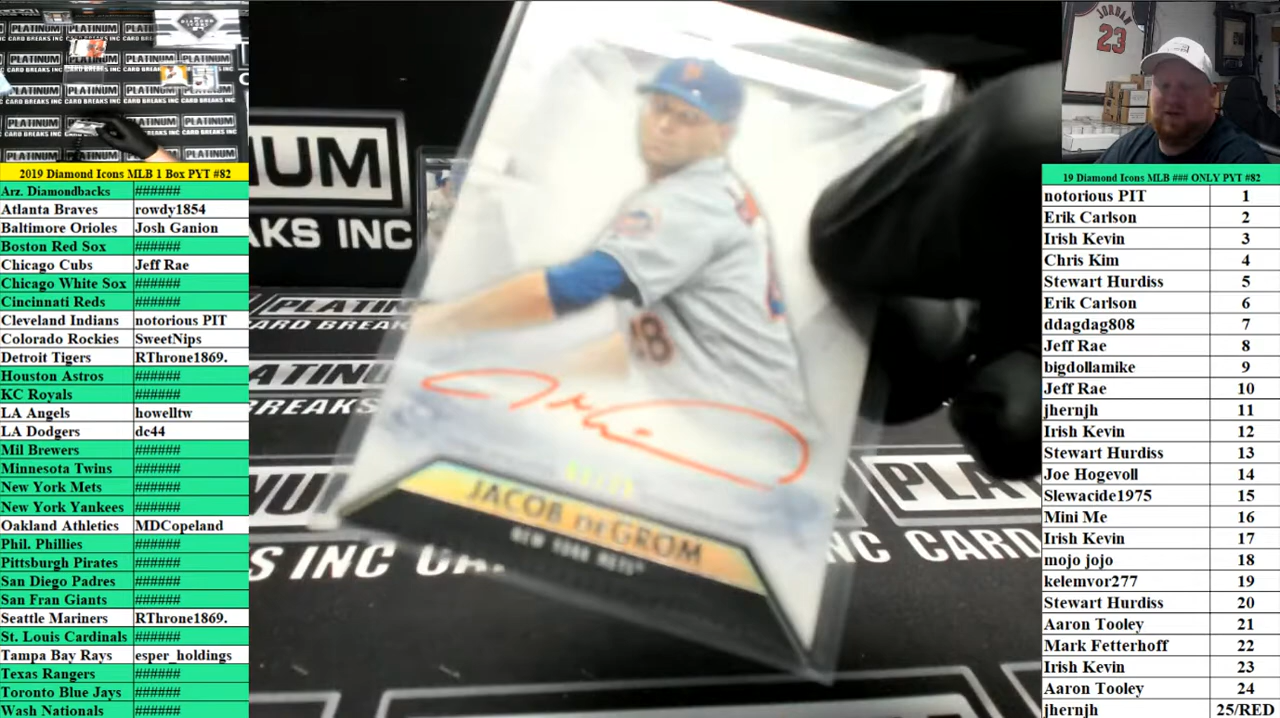 2019 Diamond Icons MLB 1 Box PYT #82
Arz. Diamondbacks ######
Atlanta Braves rowdy1854
Baltimore Orioles Josh Ganion
Boston Red Sox ######
Chicago Cubs Jeff Rae
Chicago White Sox ######
Cincinnati Reds ######
Cleveland Indians notorious PIT
Colorado Rockies SweetNips
Detroit Tigers RThrone1869.
Houston Astros ######
KC Royals ######
LA Angels howelltw
LA Dodgers dc44
Mil Brewers ######
Minnesota Twins ######
New York Mets ######
New York Yankees ######
Oakland Athletics MDCopeland
Phil. Phillies ######
Pittsburgh Pirates ######
San Diego Padres ######
San Fran Giants ######
Seattle Mariners RThrone1869.
St. Louis Cardinals ######
Tampa Bay Rays esper_holdings
Texas Rangers ######
Toronto Blue Jays ######
Wash Nationals ######
JACOB DEGROM
NEW YORK METS
JORDAN
23
19 Diamond Icons MLB ### ONLY PYT #82
notorious PIT 1
Erik Carlson 2
Irish Kevin 3
Chris Kim 4
Stewart Hurdiss 5
Erik Carlson 6
ddagdag808 7
Jeff Rae 8
bigdollamike 9
Jeff Rae 10
jhernjh 11
Irish Kevin 12
Stewart Hurdiss 13
Joe Hogevoll 14
Slewacide1975 15
Mini Me 16
Irish Kevin 17
mojo jojo 18
kelemvor277 19
Stewart Hurdiss 20
Aaron Tooley 21
Mark Fetterhoff 22
Irish Kevin 23
Aaron Tooley 24
jhernjh 25/RED